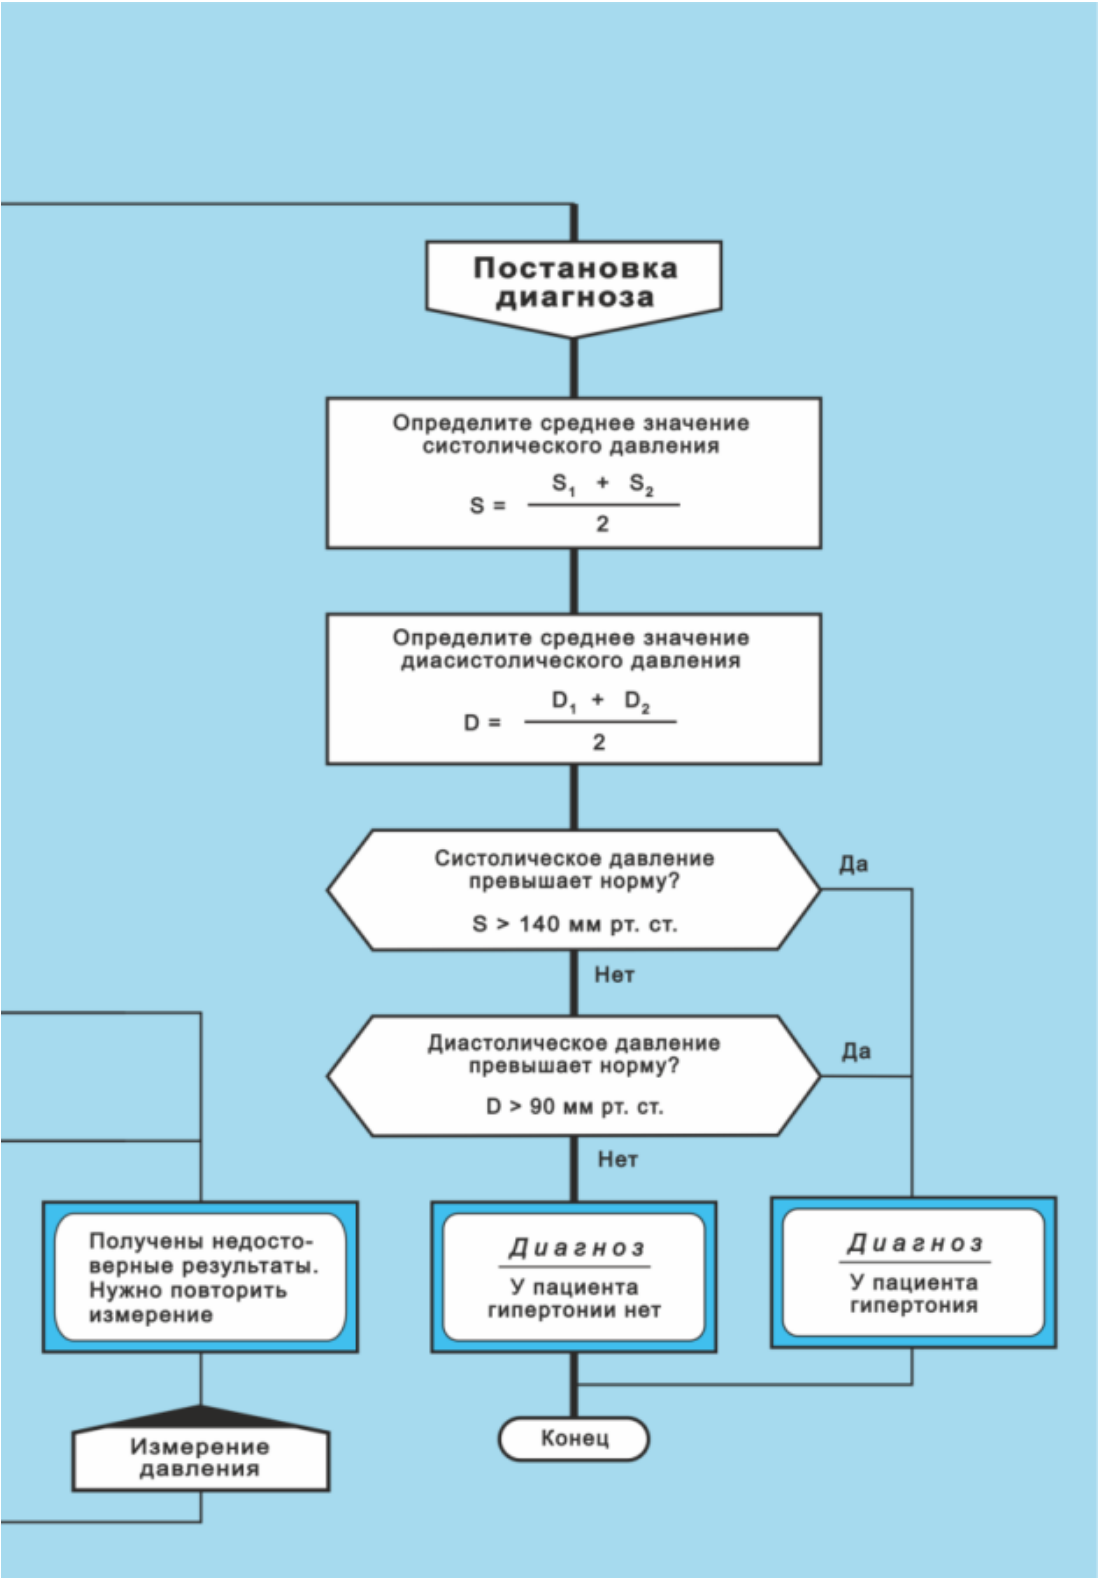 Постановка
диагноза
Определите среднее значение
систолического давления
S₁ + S₂
S =
2
Определите среднее значение
диасистолического давления
D₁ + D₂
D =
2
Систолическое давление
превышает норму?
S > 140 мм рт. ст.
Да
Нет
Диастолическое давление
превышает норму?
D > 90 мм рт. ст.
Да
Нет
Получены недосто-
верные результаты.
Нужно повторить
измерение
Диагноз
У пациента
гипертонии нет
Диагноз
У пациента
гипертония
Измерение
давления
Конец